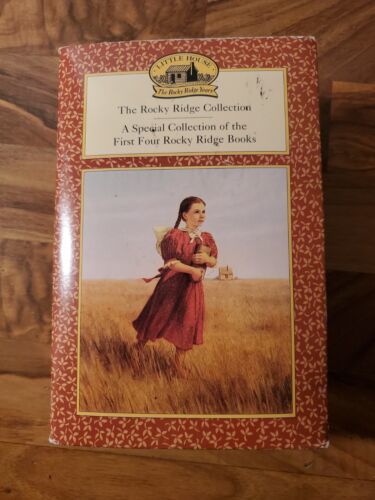 LITTLE HOUSE
The Rocky Ridge Years
The Rocky Ridge Collection
A Special Collection of the
First Four Rocky Ridge Books